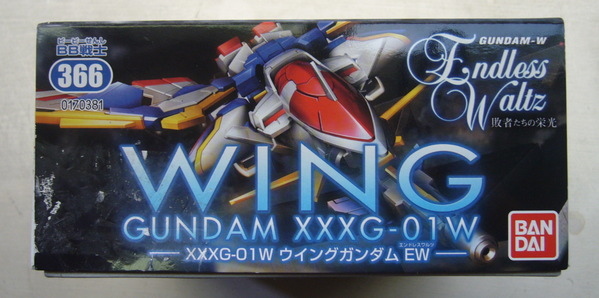 ビービーせんし
BB戦士
366
0170381
GUNDAM-W
Endless
Waltz
敗者たちの栄光
WING
GUNDAM XXXG-01W
エンドレスワルツ
XXXG-01W ウイングガンダム EW
BAN
DAI